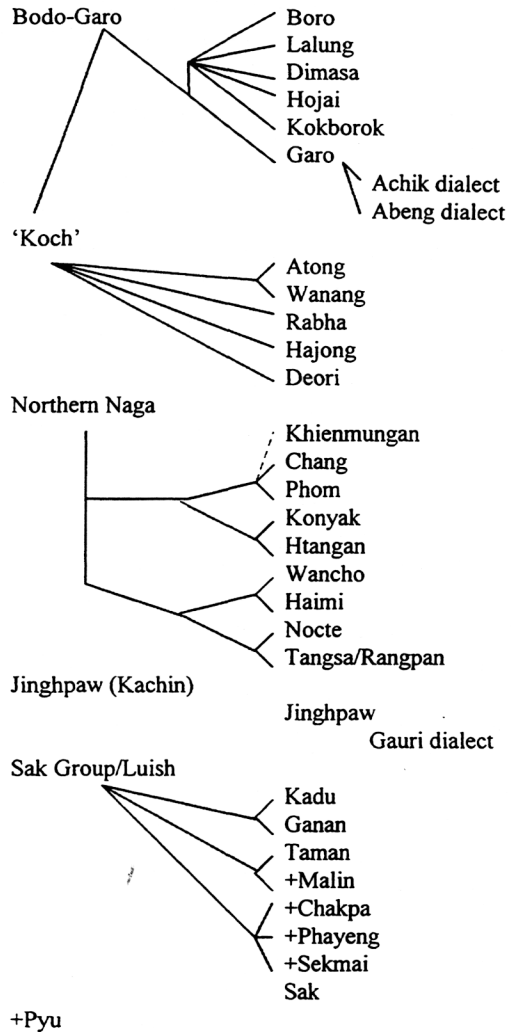 Bodo-Garo
Boro
Lalung
Dimasa
Hojai
Kokborok
Garo
Achik dialect
Abeng dialect
‘Koch’
Atong
Wanang
Rabha
Hajong
Deori
Northern Naga
Khienmungan
Chang
Phom
Konyak
Htangan
Wancho
Haimi
Nocte
Tangsa/Rangpan
Jinghpaw (Kachin)
Jinghpaw
Gauri dialect
Sak Group/Luish
Kadu
Ganan
Taman
+Malin
+Chakpa
+Phayeng
+Sekmai
Sak
+Pyu